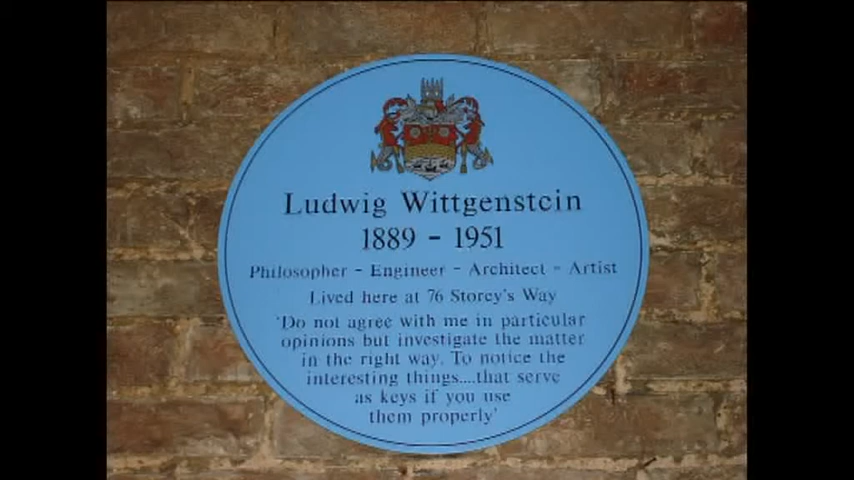 Ludwig Wittgenstein
1889 - 1951
Philosopher - Engineer - Architect - Artist
Lived here at 76 Storey's Way
'Do not agree with me in particular
opinions but investigate the matter
in the right way. To notice the
interesting things....that serve
as keys if you use
them properly'